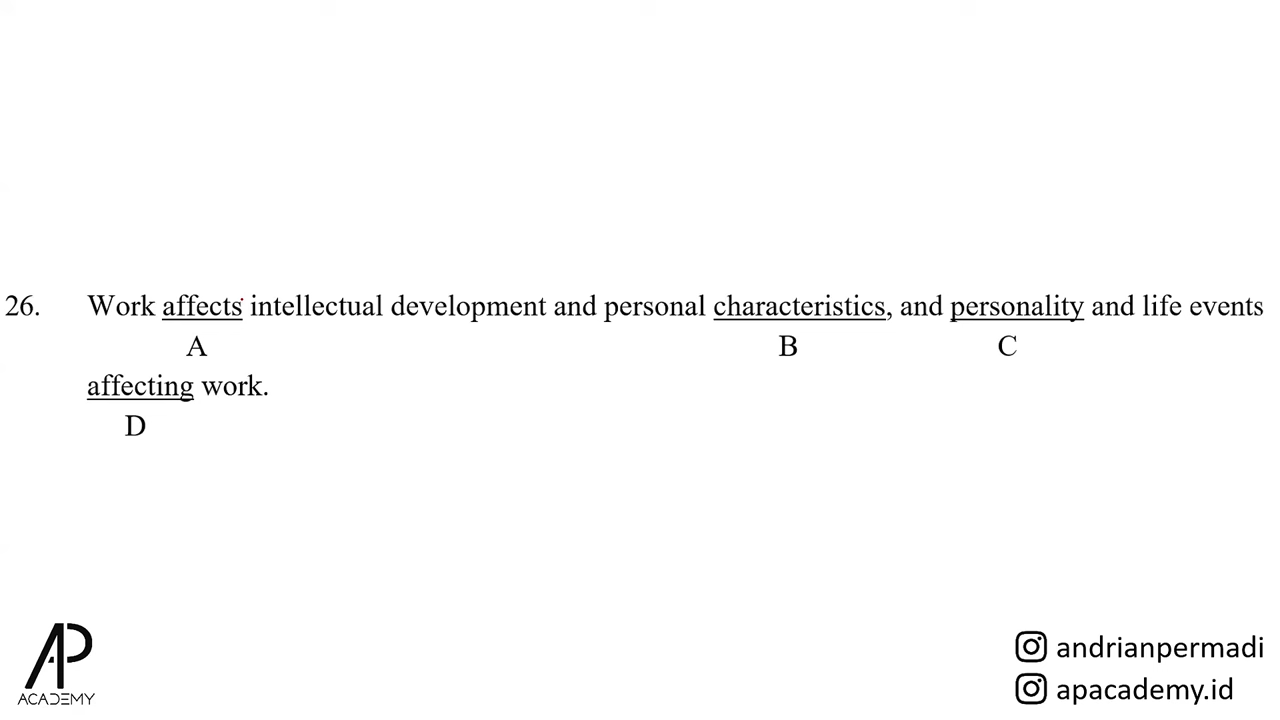 26. Work affects intellectual development and personal characteristics, and personality and life events
A B C
affecting work.
D
AP
ACADEMY
andrianpermadi
apacademy.id